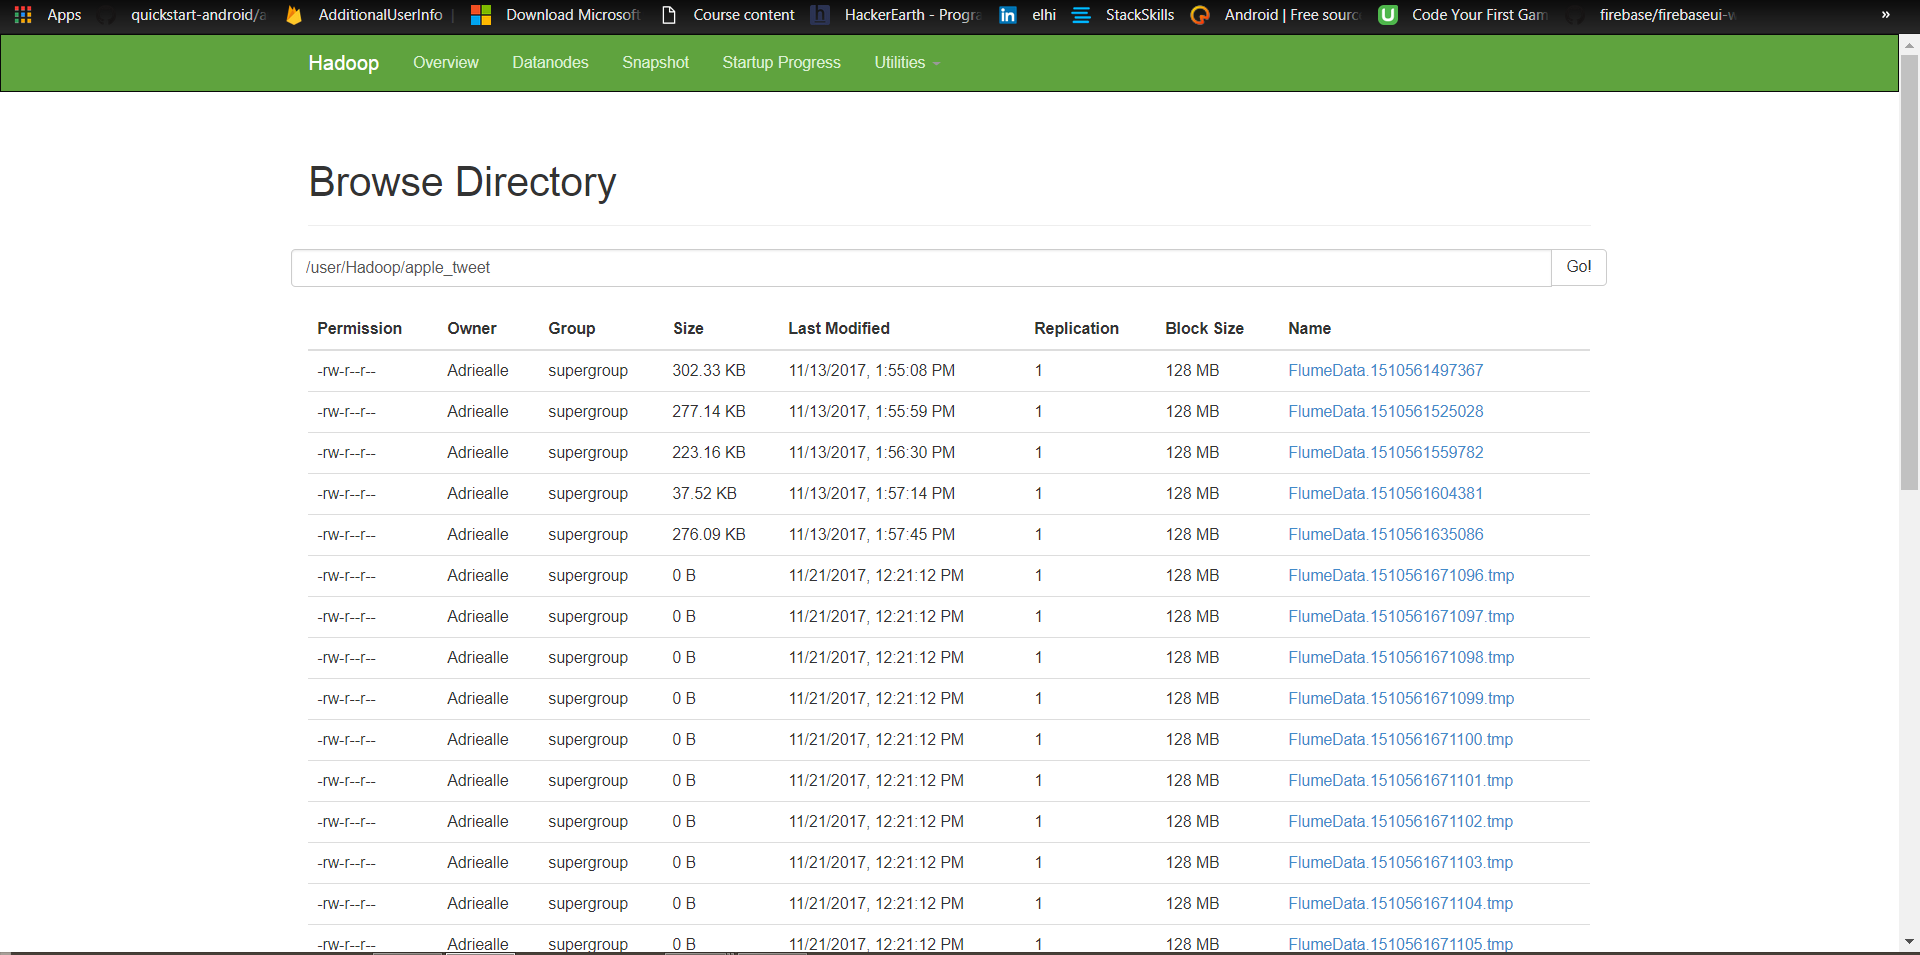 Apps quickstart-android/a AdditionalUserInfo Download Microsoft Course content HackerEarth - Progra elhi StackSkills Android | Free sourc Code Your First Gam firebase/firebaseui-w »
Hadoop Overview Datanodes Snapshot Startup Progress Utilities
Browse Directory
/user/Hadoop/apple_tweet Go!
Permission Owner Group Size Last Modified Replication Block Size Name
-rw-r--r-- Adriealle supergroup 302.33 KB 11/13/2017, 1:55:08 PM 1 128 MB FlumeData.1510561497367
-rw-r--r-- Adriealle supergroup 277.14 KB 11/13/2017, 1:55:59 PM 1 128 MB FlumeData.1510561525028
-rw-r--r-- Adriealle supergroup 223.16 KB 11/13/2017, 1:56:30 PM 1 128 MB FlumeData.1510561559782
-rw-r--r-- Adriealle supergroup 37.52 KB 11/13/2017, 1:57:14 PM 1 128 MB FlumeData.1510561604381
-rw-r--r-- Adriealle supergroup 276.09 KB 11/13/2017, 1:57:45 PM 1 128 MB FlumeData.1510561635086
-rw-r--r-- Adriealle supergroup 0 B 11/21/2017, 12:21:12 PM 1 128 MB FlumeData.1510561671096.tmp
-rw-r--r-- Adriealle supergroup 0 B 11/21/2017, 12:21:12 PM 1 128 MB FlumeData.1510561671097.tmp
-rw-r--r-- Adriealle supergroup 0 B 11/21/2017, 12:21:12 PM 1 128 MB FlumeData.1510561671098.tmp
-rw-r--r-- Adriealle supergroup 0 B 11/21/2017, 12:21:12 PM 1 128 MB FlumeData.1510561671099.tmp
-rw-r--r-- Adriealle supergroup 0 B 11/21/2017, 12:21:12 PM 1 128 MB FlumeData.1510561671100.tmp
-rw-r--r-- Adriealle supergroup 0 B 11/21/2017, 12:21:12 PM 1 128 MB FlumeData.1510561671101.tmp
-rw-r--r-- Adriealle supergroup 0 B 11/21/2017, 12:21:12 PM 1 128 MB FlumeData.1510561671102.tmp
-rw-r--r-- Adriealle supergroup 0 B 11/21/2017, 12:21:12 PM 1 128 MB FlumeData.1510561671103.tmp
-rw-r--r-- Adriealle supergroup 0 B 11/21/2017, 12:21:12 PM 1 128 MB FlumeData.1510561671104.tmp
-rw-r--r-- Adriealle supergroup 0 B 11/21/2017, 12:21:12 PM 1 128 MB FlumeData.1510561671105.tmp